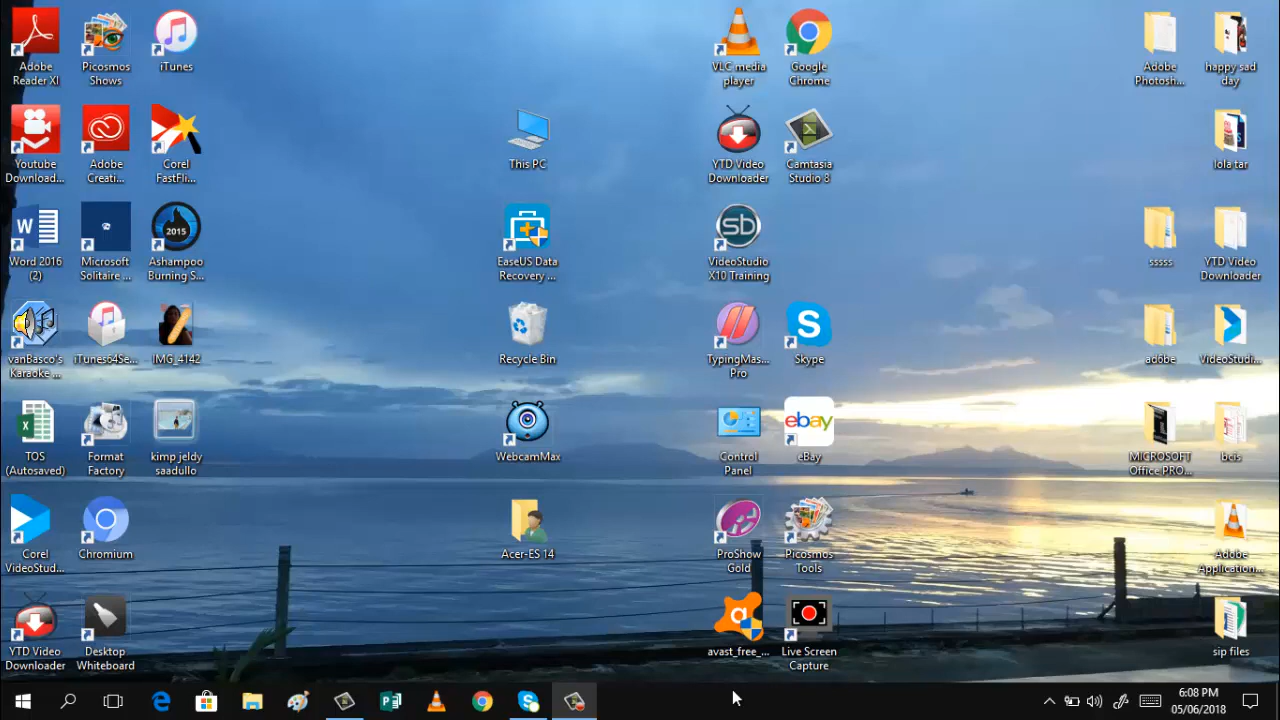 Adobe
Reader XI
Picosmos
Shows
iTunes
VLC media
player
Google
Chrome
Adobe
Photosh...
happy sad
day
Youtube
Download...
Adobe
Creati...
Corel
FastFli...
This PC
YTD Video
Downloader
Camtasia
Studio 8
lola tar
Word 2016
(2)
Microsoft
Solitaire ...
2015
Ashampoo
Burning S...
EaseUS Data
Recovery ...
sb
VideoStudio
X10 Training
sssss
YTD Video
Downloader
vanBasco's
Karaoke ...
iTunes64Se...
IMG_4142
Recycle Bin
TypingMas...
Pro
Skype
adobe
VideoStudi...
TOS
(Autosaved)
Format
Factory
kimp jeldy
saadullo
WebcamMax
Control
Panel
ebay
eBay
MICROSOFT
Office PRO...
bcis
Corel
VideoStud...
Chromium
Acer-ES 14
ProShow
Gold
Picosmos
Tools
Adobe
Application...
YTD Video
Downloader
Desktop
Whiteboard
avast_free_...
Live Screen
Capture
sip files
6:08 PM
05/06/2018